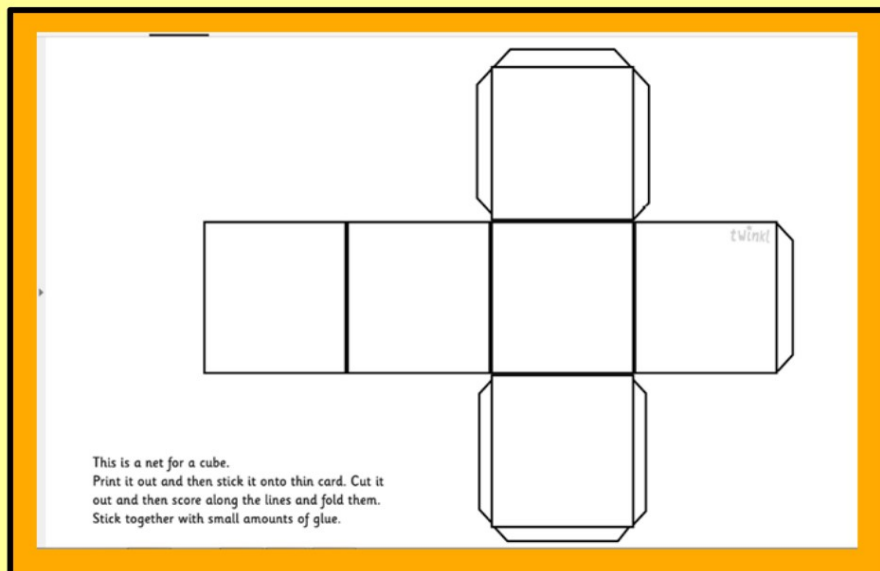 twinkl
This is a net for a cube.
Print it out and then stick it onto thin card. Cut it
out and then score along the lines and fold them.
Stick together with small amounts of glue.